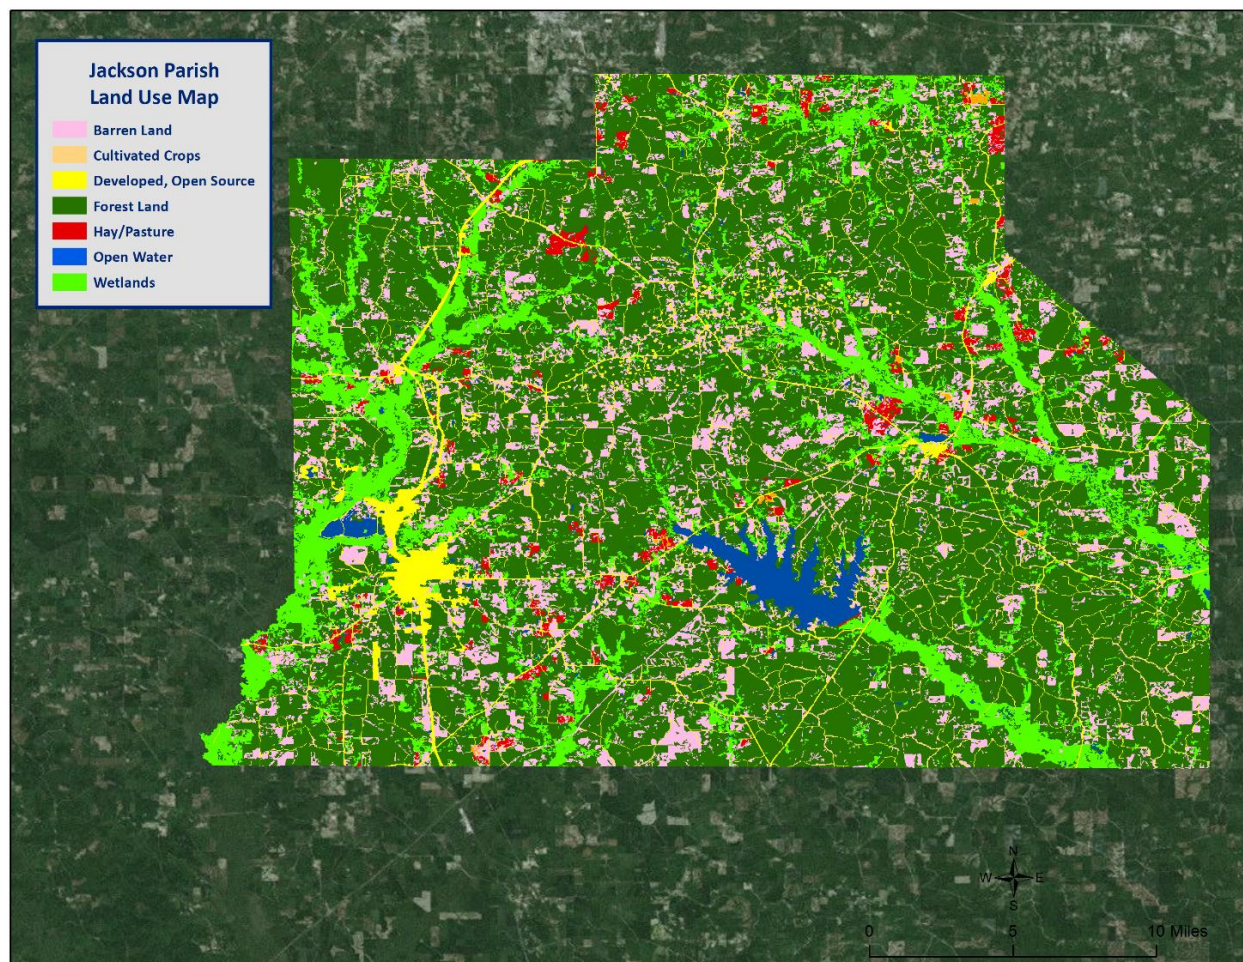 Jackson Parish
Land Use Map
Barren Land
Cultivated Crops
Developed, Open Source
Forest Land
Hay/Pasture
Open Water
Wetlands
N
W E
S
0 5 10 Miles